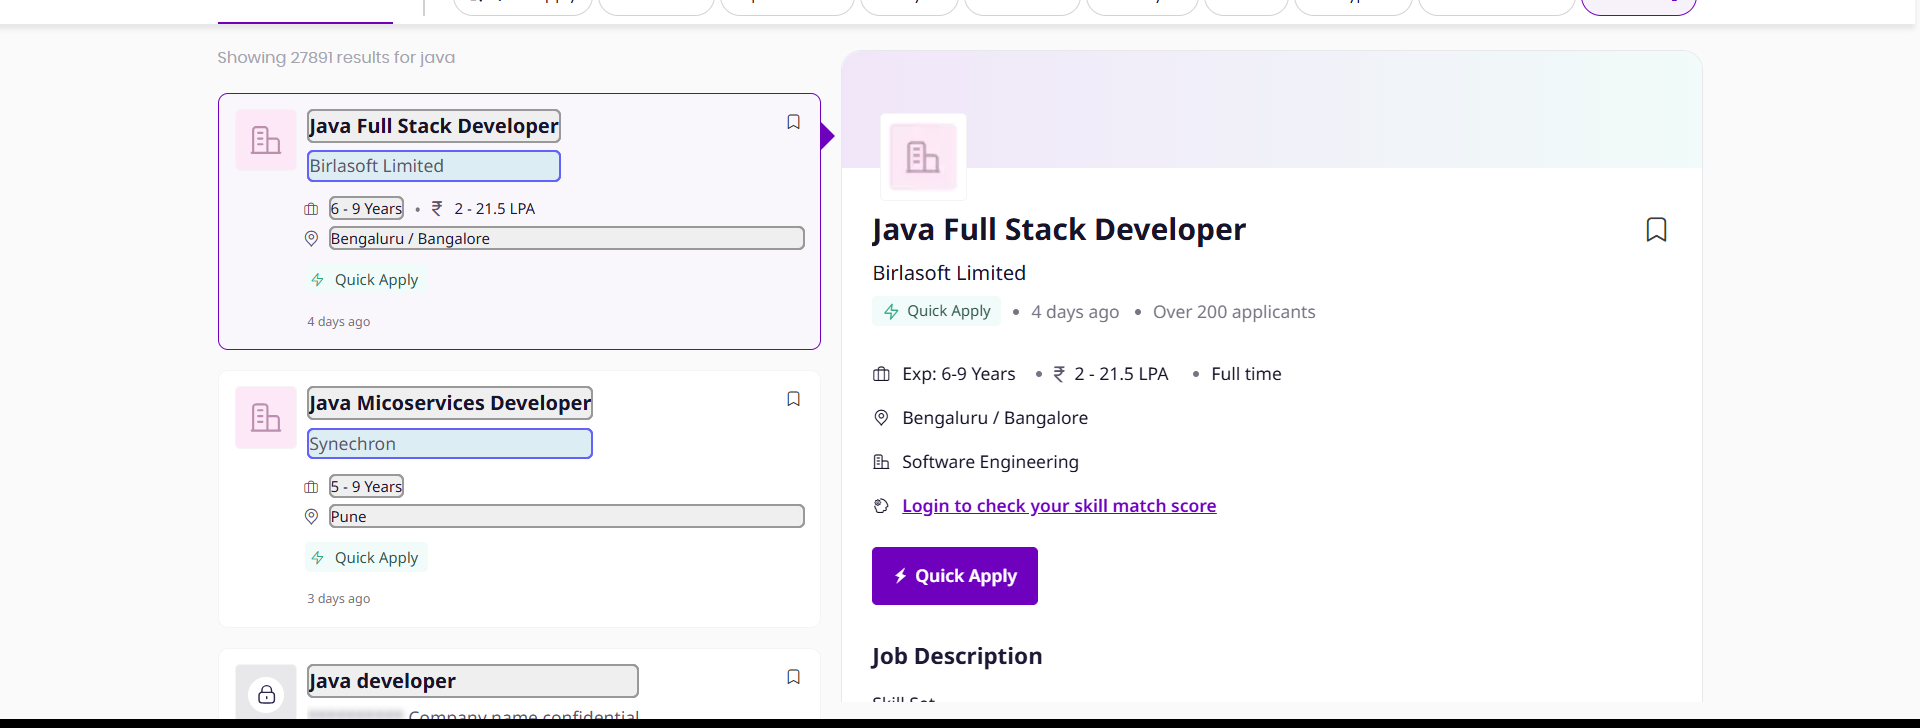 Showing 27891 results for java
Java Full Stack Developer
Birlasoft Limited
6 - 9 Years • ₹ 2 - 21.5 LPA
Bengaluru / Bangalore
Quick Apply
4 days ago
Java Micoservices Developer
Synechron
5 - 9 Years
Pune
Quick Apply
3 days ago
Java developer
Company name confidential
Java Full Stack Developer
Birlasoft Limited
Quick Apply • 4 days ago • Over 200 applicants
Exp: 6-9 Years • ₹ 2 - 21.5 LPA • Full time
Bengaluru / Bangalore
Software Engineering
Login to check your skill match score
Quick Apply
Job Description
Skill Set